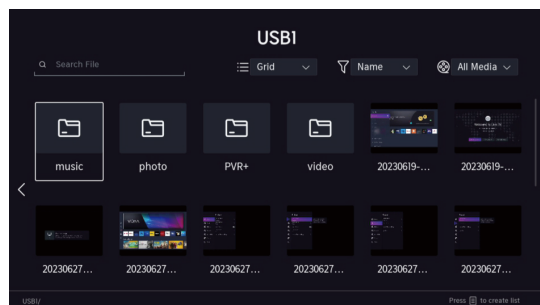 USB1
Search File
Grid
Name
All Media
music
photo
PVR+
video
20230619-...
20230619-...
20230627...
20230627...
20230627...
20230627...
20230627...
20230627...
USB1/
Press to create list